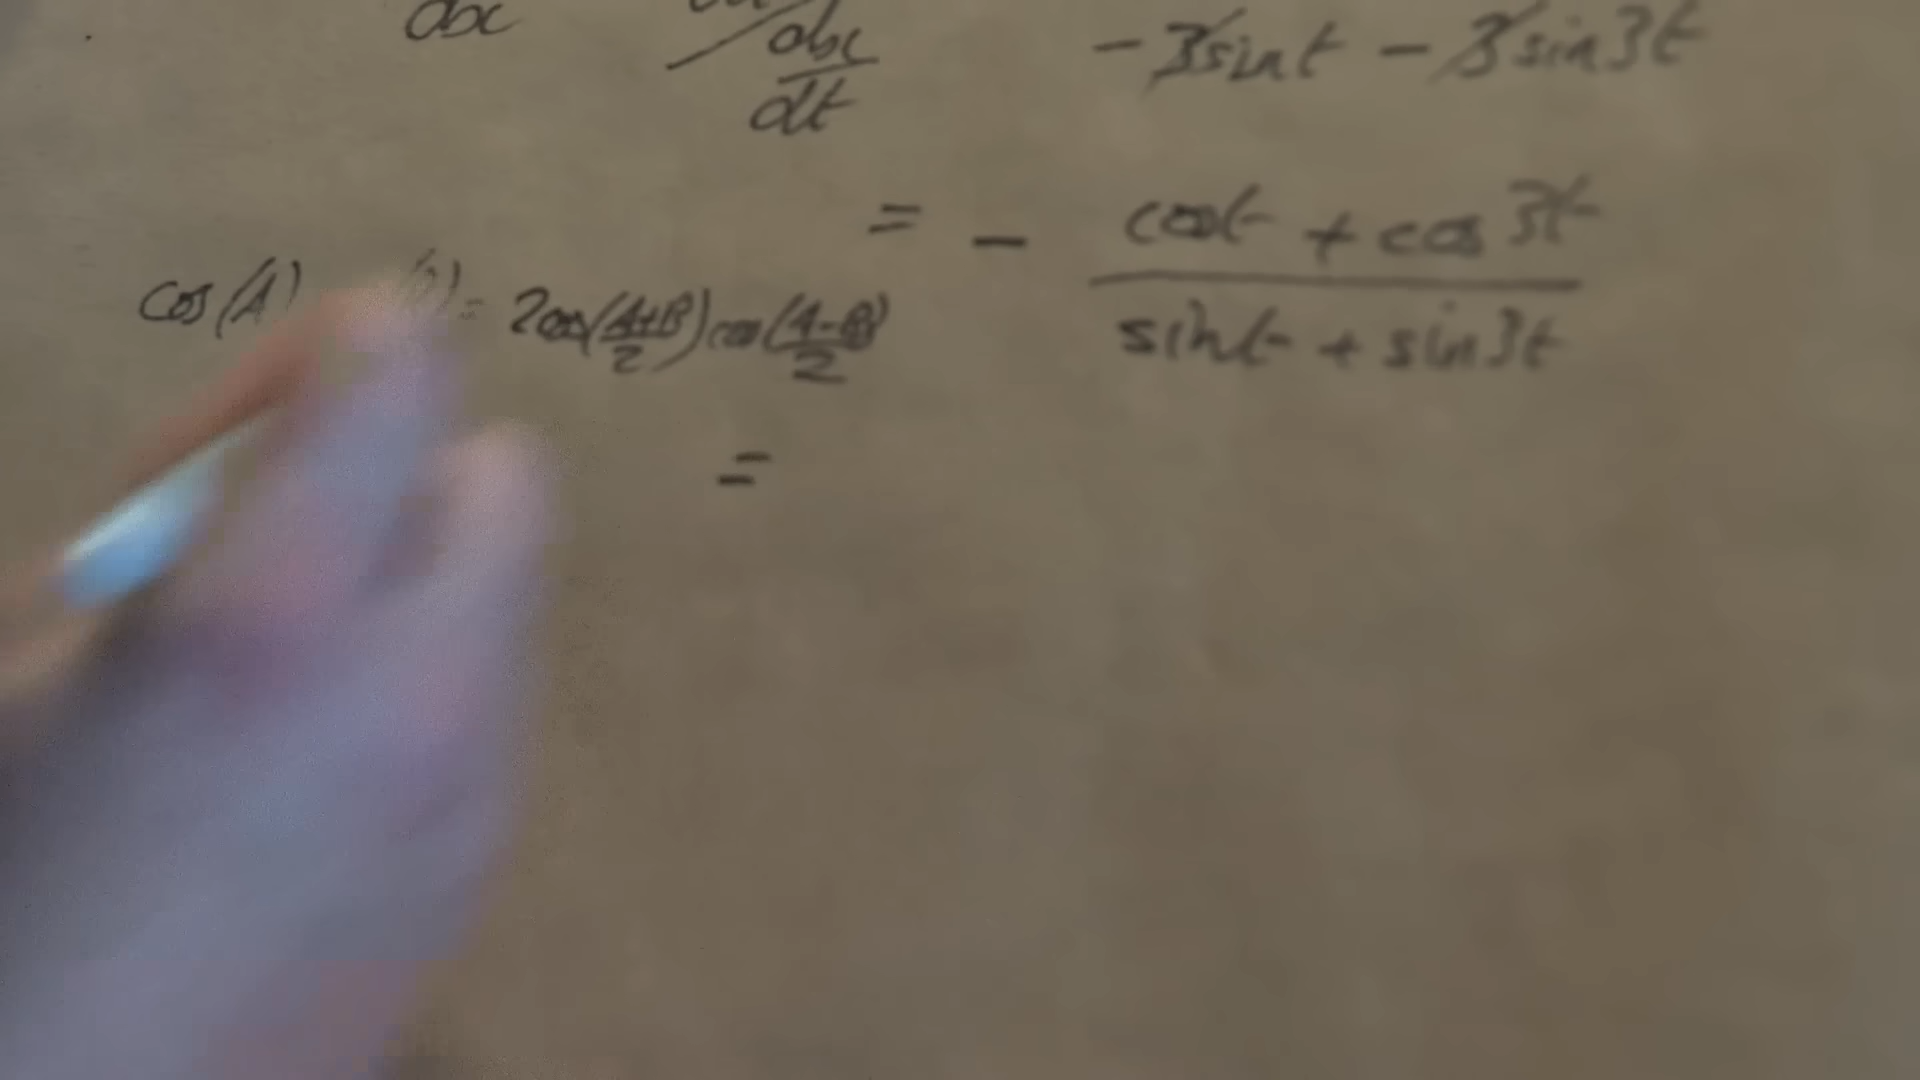 dx dx/dt - 3sint - 3sin3t
= - (cost + cos3t)/(sint + sin3t)
cos(A) = 2cos((A+B)/2)cos((A-B)/2)
=